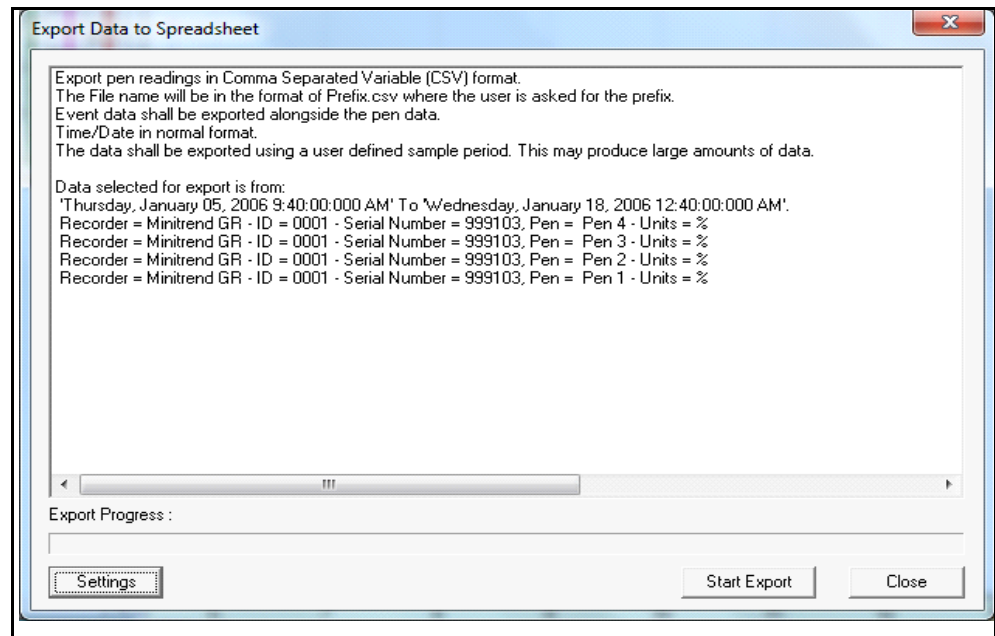 Export Data to Spreadsheet
Export pen readings in Comma Separated Variable (CSV) format.
The File name will be in the format of Prefix.csv where the user is asked for the prefix.
Event data shall be exported alongside the pen data.
Time/Date in normal format.
The data shall be exported using a user defined sample period. This may produce large amounts of data.
Data selected for export is from:
'Thursday, January 05, 2006 9:40:00:000 AM' To 'Wednesday, January 18, 2006 12:40:00:000 AM'.
Recorder = Minitrend GR - ID = 0001 - Serial Number = 999103, Pen = Pen 4 - Units = %
Recorder = Minitrend GR - ID = 0001 - Serial Number = 999103, Pen = Pen 3 - Units = %
Recorder = Minitrend GR - ID = 0001 - Serial Number = 999103, Pen = Pen 2 - Units = %
Recorder = Minitrend GR - ID = 0001 - Serial Number = 999103, Pen = Pen 1 - Units = %
Export Progress :
Settings
Start Export
Close